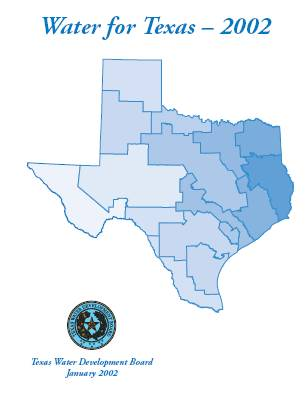 Water for Texas – 2002
Texas Water Development Board
January 2002